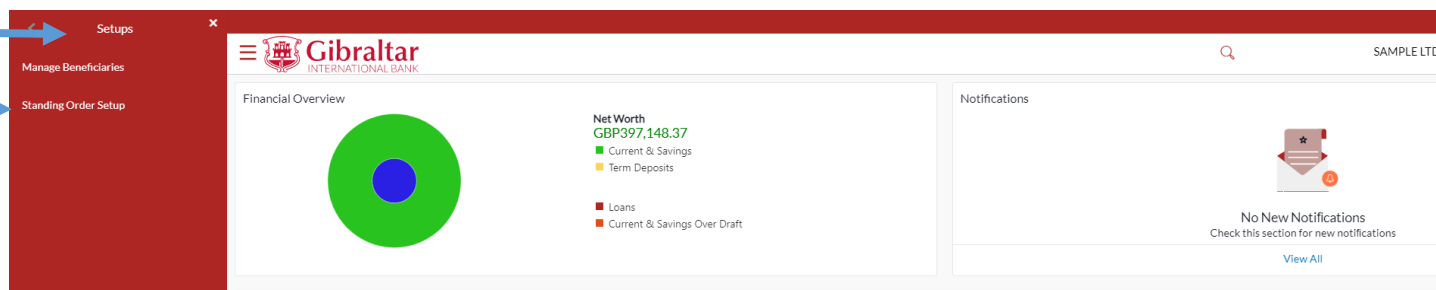 Setups
Manage Beneficiaries
Standing Order Setup
Gibraltar
INTERNATIONAL BANK
SAMPLE LTD
Financial Overview
Net Worth
GBP397,148.37
Current & Savings
Term Deposits
Loans
Current & Savings Over Draft
Notifications
No New Notifications
Check this section for new notifications
View All